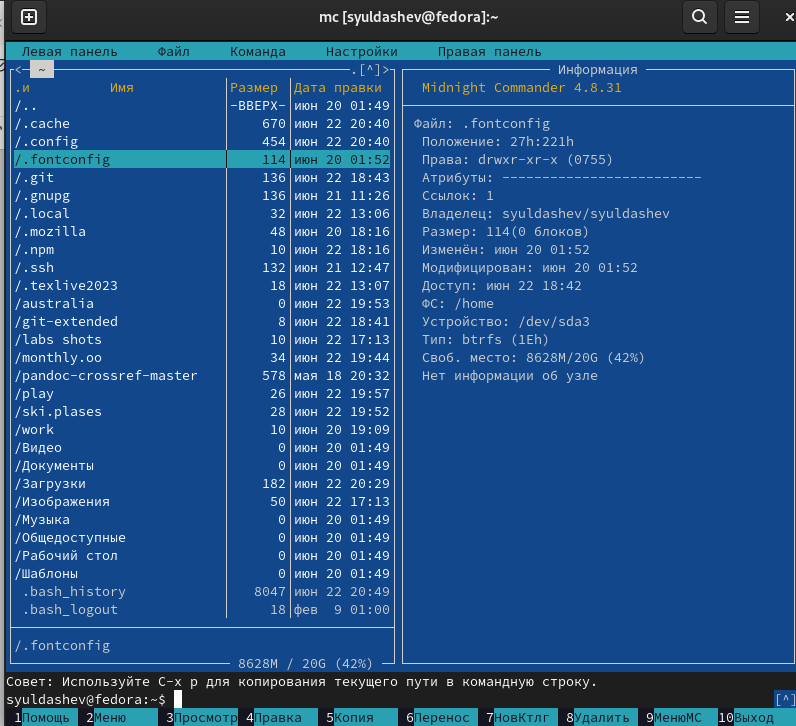 mc [syuldashev@fedora]:~
Левая панель Файл Команда Настройки Правая панель
<- ~ .[^]>
.и Имя Размер Дата правки
/.. -ВВЕРХ- июн 20 01:49
/.cache 670 июн 22 20:40
/.config 454 июн 22 20:40
/.fontconfig 114 июн 20 01:52
/.git 136 июн 22 18:43
/.gnupg 136 июн 21 11:26
/.local 32 июн 22 13:06
/.mozilla 48 июн 20 18:16
/.npm 10 июн 22 18:16
/.ssh 132 июн 21 12:47
/.texlive2023 18 июн 22 13:07
/australia 0 июн 22 19:53
/git-extended 8 июн 22 18:41
/labs shots 10 июн 22 17:13
/monthly.oo 34 июн 22 19:44
/pandoc-crossref-master 578 мая 18 20:32
/play 26 июн 22 19:57
/ski.plases 28 июн 22 19:52
/work 10 июн 20 19:09
/Видео 0 июн 20 01:49
/Документы 0 июн 20 01:49
/Загрузки 182 июн 22 20:29
/Изображения 50 июн 22 17:13
/Музыка 0 июн 20 01:49
/Общедоступные 0 июн 20 01:49
/Рабочий стол 0 июн 20 01:49
/Шаблоны 0 июн 20 01:49
.bash_history 8047 июн 22 20:49
.bash_logout 18 фев 9 01:00
/.fontconfig
8628M / 20G (42%)
Информация
Midnight Commander 4.8.31
Файл: .fontconfig
Положение: 27h:221h
Права: drwxr-xr-x (0755)
Атрибуты: -------------------------
Ссылок: 1
Владелец: syuldashev/syuldashev
Размер: 114(0 блоков)
Изменён: июн 20 01:52
Модифицирован: июн 20 01:52
Доступ: июн 22 18:42
ФС: /home
Устройство: /dev/sda3
Тип: btrfs (1Eh)
Своб. место: 8628M/20G (42%)
Нет информации об узле
Совет: Используйте C-x p для копирования текущего пути в командную строку.
syuldashev@fedora:~$ [^]
1Помощь 2Меню 3Просмотр 4Правка 5Копия 6Перенос 7НовКтлг 8Удалить 9МенюМС 10Выход